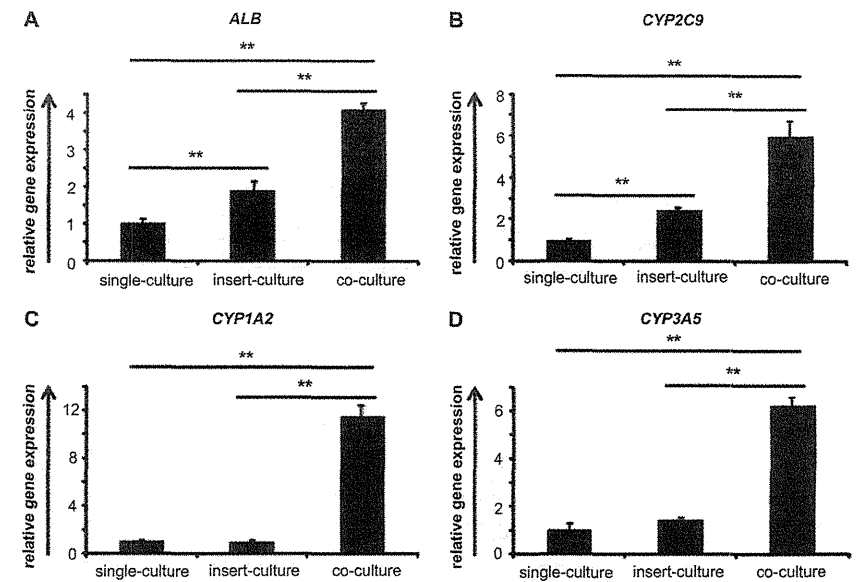 A
ALB
**
**
**
relative gene expression
4
3
2
1
0
single-culture
insert-culture
co-culture
B
CYP2C9
**
**
**
relative gene expression
8
6
4
2
0
single-culture
insert-culture
co-culture
C
CYP1A2
**
**
relative gene expression
12
8
4
0
single-culture
insert-culture
co-culture
D
CYP3A5
**
**
relative gene expression
6
4
2
0
single-culture
insert-culture
co-culture